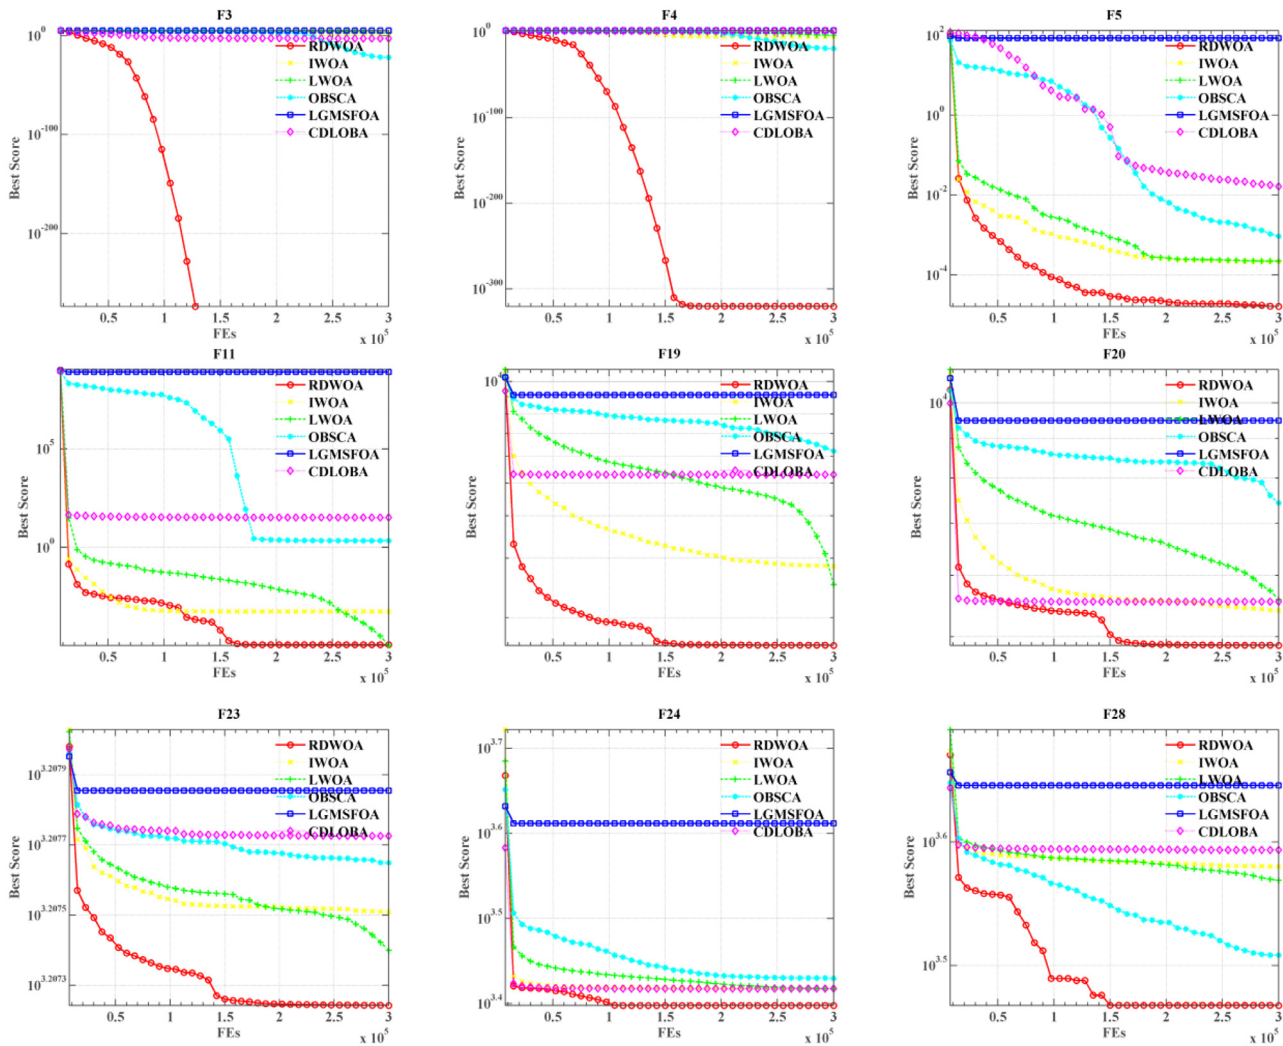 F3
10^0
10^-100
10^-200
Best Score
RDWOA
IWOA
LWOA
OBSCA
LGMSFOA
CDLOBA
0.5 1 1.5 2 2.5 3
FEs
x 10^5
F4
10^0
10^-100
10^-200
10^-300
Best Score
RDWOA
IWOA
LWOA
OBSCA
LGMSFOA
CDLOBA
0.5 1 1.5 2 2.5 3
FEs
x 10^5
F5
10^2
10^0
10^-2
10^-4
Best Score
RDWOA
IWOA
LWOA
OBSCA
LGMSFOA
CDLOBA
0.5 1 1.5 2 2.5 3
FEs
x 10^5
F11
10^5
10^0
Best Score
RDWOA
IWOA
LWOA
OBSCA
LGMSFOA
CDLOBA
0.5 1 1.5 2 2.5 3
FEs
x 10^5
F19
10^4
Best Score
RDWOA
IWOA
LWOA
OBSCA
LGMSFOA
CDLOBA
0.5 1 1.5 2 2.5 3
FEs
x 10^5
F20
10^4
Best Score
RDWOA
IWOA
LWOA
OBSCA
LGMSFOA
CDLOBA
0.5 1 1.5 2 2.5 3
FEs
x 10^5
F23
10^3.2079
10^3.2077
10^3.2075
10^3.2073
Best Score
RDWOA
IWOA
LWOA
OBSCA
LGMSFOA
CDLOBA
0.5 1 1.5 2 2.5 3
FEs
x 10^5
F24
10^3.7
10^3.6
10^3.5
10^3.4
Best Score
RDWOA
IWOA
LWOA
OBSCA
LGMSFOA
CDLOBA
0.5 1 1.5 2 2.5 3
FEs
x 10^5
F28
10^3.6
10^3.5
Best Score
RDWOA
IWOA
LWOA
OBSCA
LGMSFOA
CDLOBA
0.5 1 1.5 2 2.5 3
FEs
x 10^5